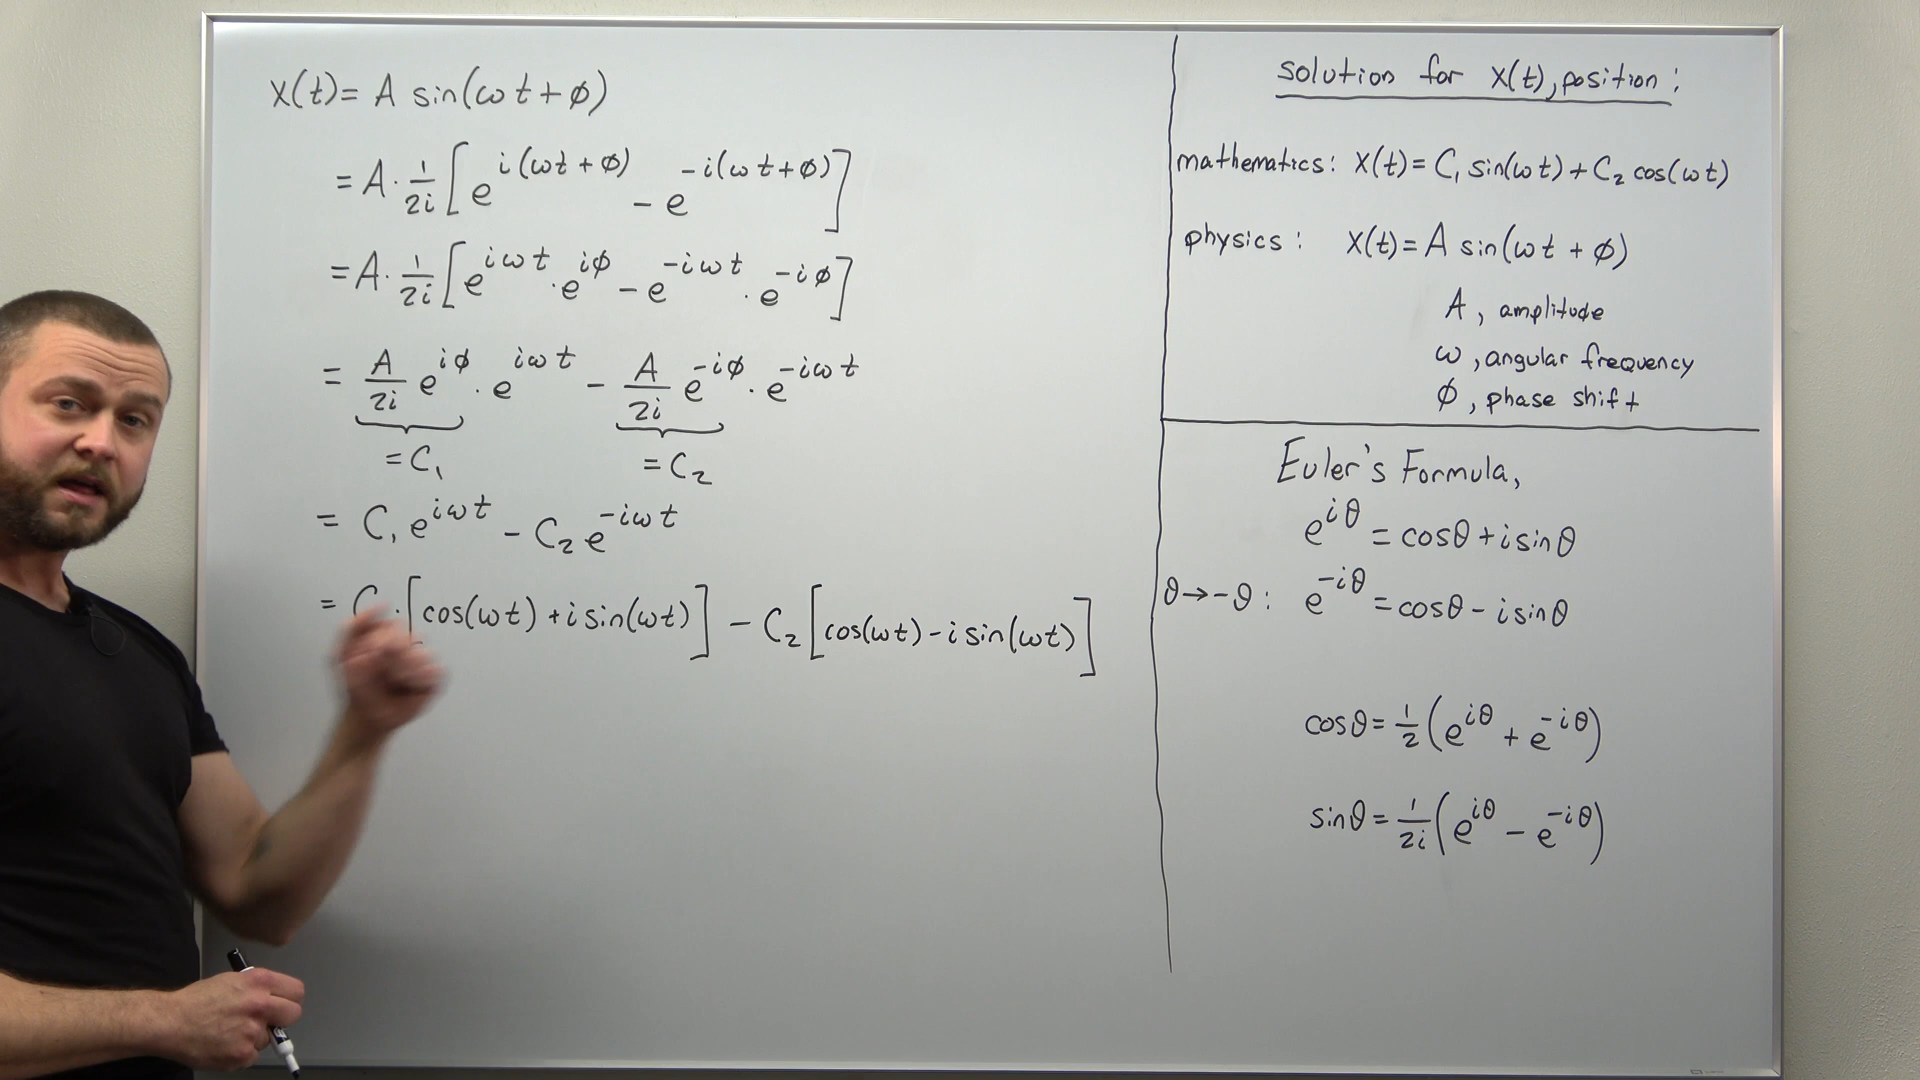 x(t)= A sin(ωt+φ)
= A · 1/2i [e^i(ωt+φ) − e^−i(ωt+φ)]
= A · 1/2i [e^iωt · e^iφ − e^−iωt · e^−iφ]
= A/2i e^iφ · e^iωt − A/2i e^−iφ · e^−iωt
= C₁ = C₂
= C₁e^iωt − C₂e^−iωt
= C · [cos(ωt)+i sin(ωt)] − C₂[cos(ωt)−i sin(ωt)]
solution for x(t), position :
mathematics: x(t)= C₁ sin(ωt)+C₂ cos(ωt)
physics : x(t)= A sin(ωt + φ)
A, amplitude
ω, angular frequency
φ, phase shift
Euler's Formula,
e^iθ = cosθ + i sinθ
θ→−θ : e^−iθ = cosθ − i sinθ
cosθ= 1/2 (e^iθ + e^−iθ)
sinθ= 1/2i (e^iθ − e^−iθ)